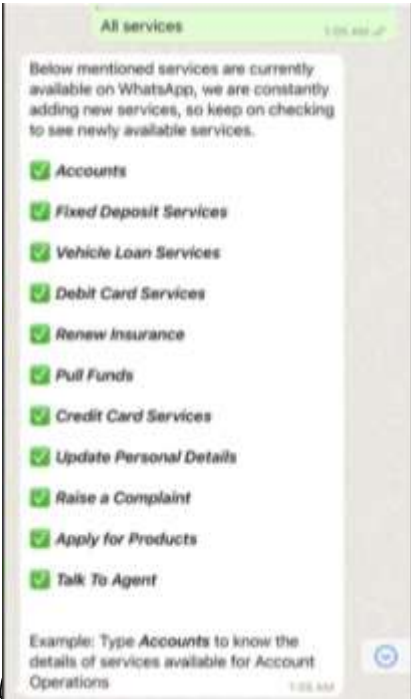 All services
1:05 AM
Below mentioned services are currently
available on WhatsApp, we are constantly
adding new services, so keep on checking
to see newly available services.
✅ Accounts
✅ Fixed Deposit Services
✅ Vehicle Loan Services
✅ Debit Card Services
✅ Renew Insurance
✅ Pull Funds
✅ Credit Card Services
✅ Update Personal Details
✅ Raise a Complaint
✅ Apply for Products
✅ Talk To Agent
Example: Type Accounts to know the
details of services available for Account
Operations
1:05 AM